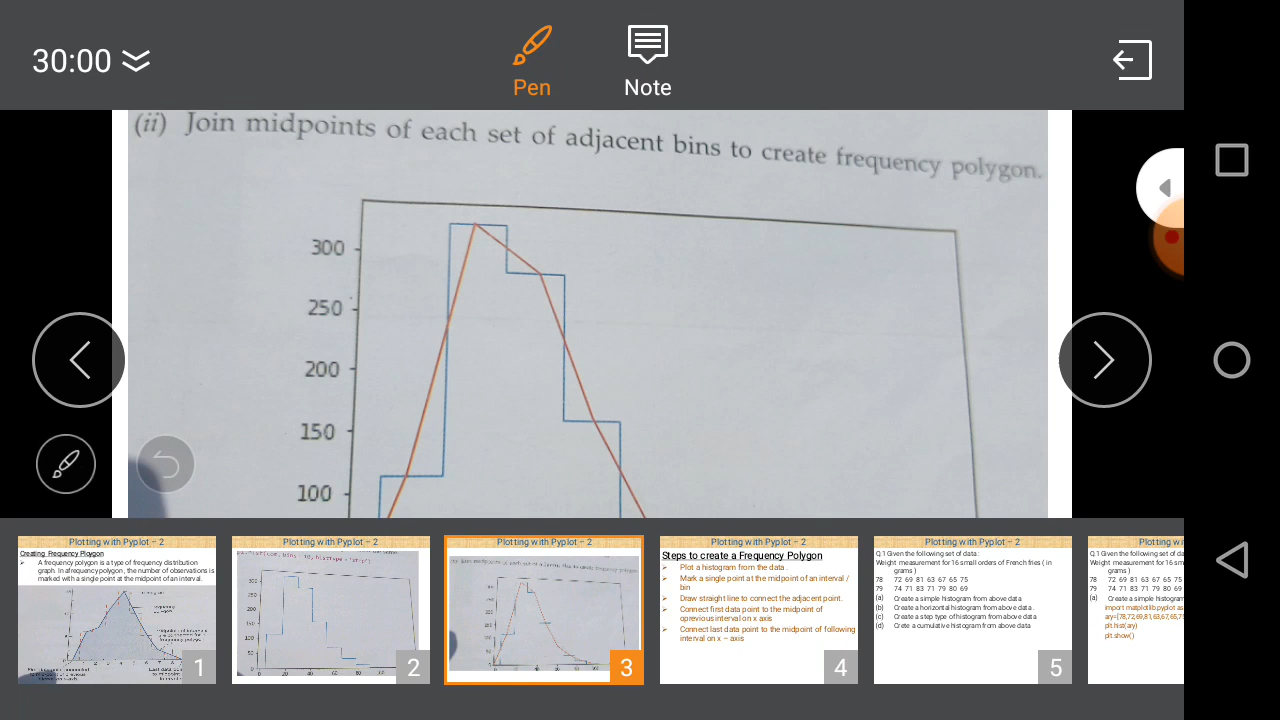 30:00
Pen
Note
(ii) Join midpoints of each set of adjacent bins to create frequency polygon.
300
250
200
150
100
Plotting with Pyplot – 2
Creating Frequency Ploygon
A frequency polygon is a type of frequency distribution
graph. In a frequency polygon, the number of observations is
marked with a single point at the midpoint of an interval.
1
Plotting with Pyplot – 2
2
Plotting with Pyplot – 2
3
Plotting with Pyplot – 2
Steps to create a Frequency Polygon
Plot a histogram from the data .
Mark a single point at the midpoint of an interval /
bin
Draw straight line to connect the adjacent point.
Connect first data point to the midpoint of
oprevious interval on x axis
Connect last data point to the midpoint of following
interval on x – axis
4
Plotting with Pyplot – 2
Q.1 Given the following set of data :
Weight measurement for 16 small orders of French fries ( in
grams )
78 72 69 81 63 67 65 75
79 74 71 83 71 79 80 69
(a) Create a simple histogram from above data
(b) Create a horizontal histogram from above data .
(c) Create a step type of histogram from above data
(d) Crete a cumulative histogram from above data
5
Plotting wi
Q.1 Given the following set of da
Weight measurement for 16 sm
grams )
78 72 69 81 63 67 65 75
79 74 71 83 71 79 80 69
(a) Create a simple histogram
import matplotlib.pyplot as
ar=[78,72,69,81,63,67,65,75
plt.hist(ary)
plt.show()